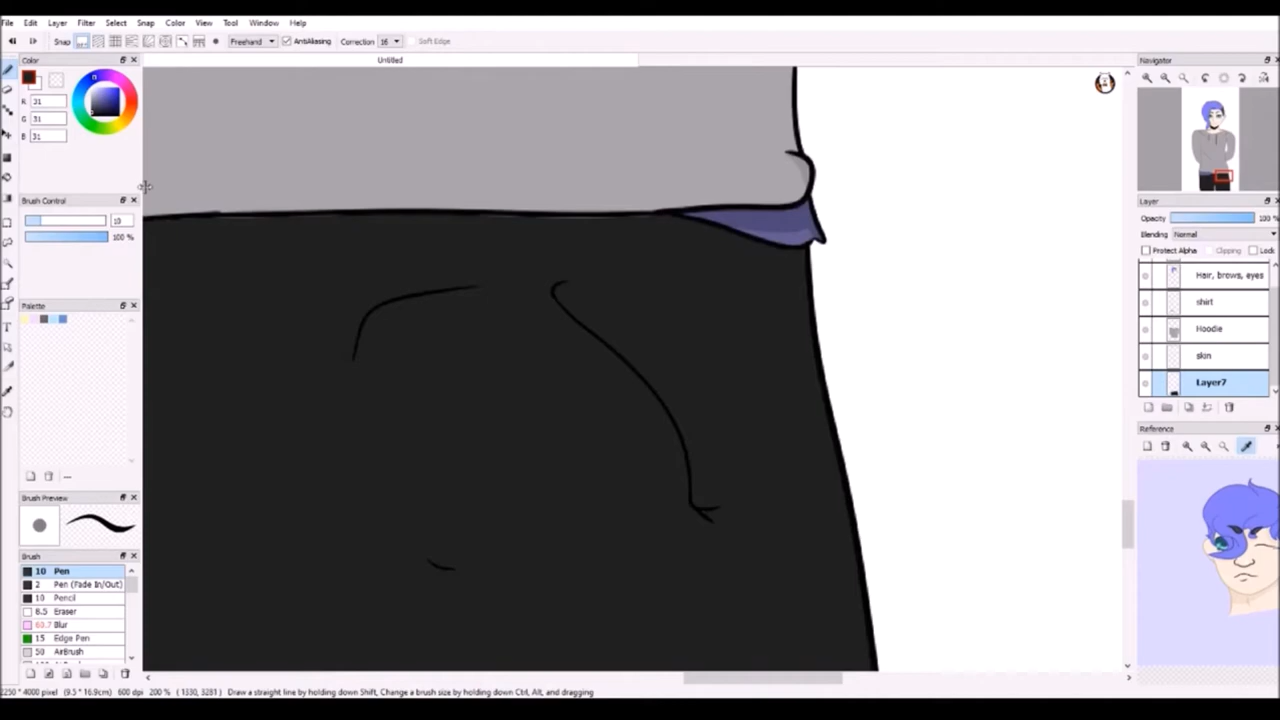 File Edit Layer Filter Select Snap Color View Tool Window Help
Snap Freehand AntiAliasing Correction 16 Soft Edge
Color
Untitled
Navigator
R 31
G 31
B 31
Brush Control
10
100 %
Palette
Layer
Opacity 100 %
Blending Normal
Protect Alpha Clipping Lock
Hair, brows, eyes
shirt
Hoodie
skin
Layer7
Reference
Brush Preview
Brush
10 Pen
2 Pen (Fade In/Out)
10 Pencil
8.5 Eraser
60.7 Blur
15 Edge Pen
50 AirBrush
2250 * 4000 pixel (9.5 * 16.9cm) 600 dpi 200 % ( 1330, 3281 ) Draw a straight line by holding down Shift, Change a brush size by holding down Ctrl, Alt, and dragging